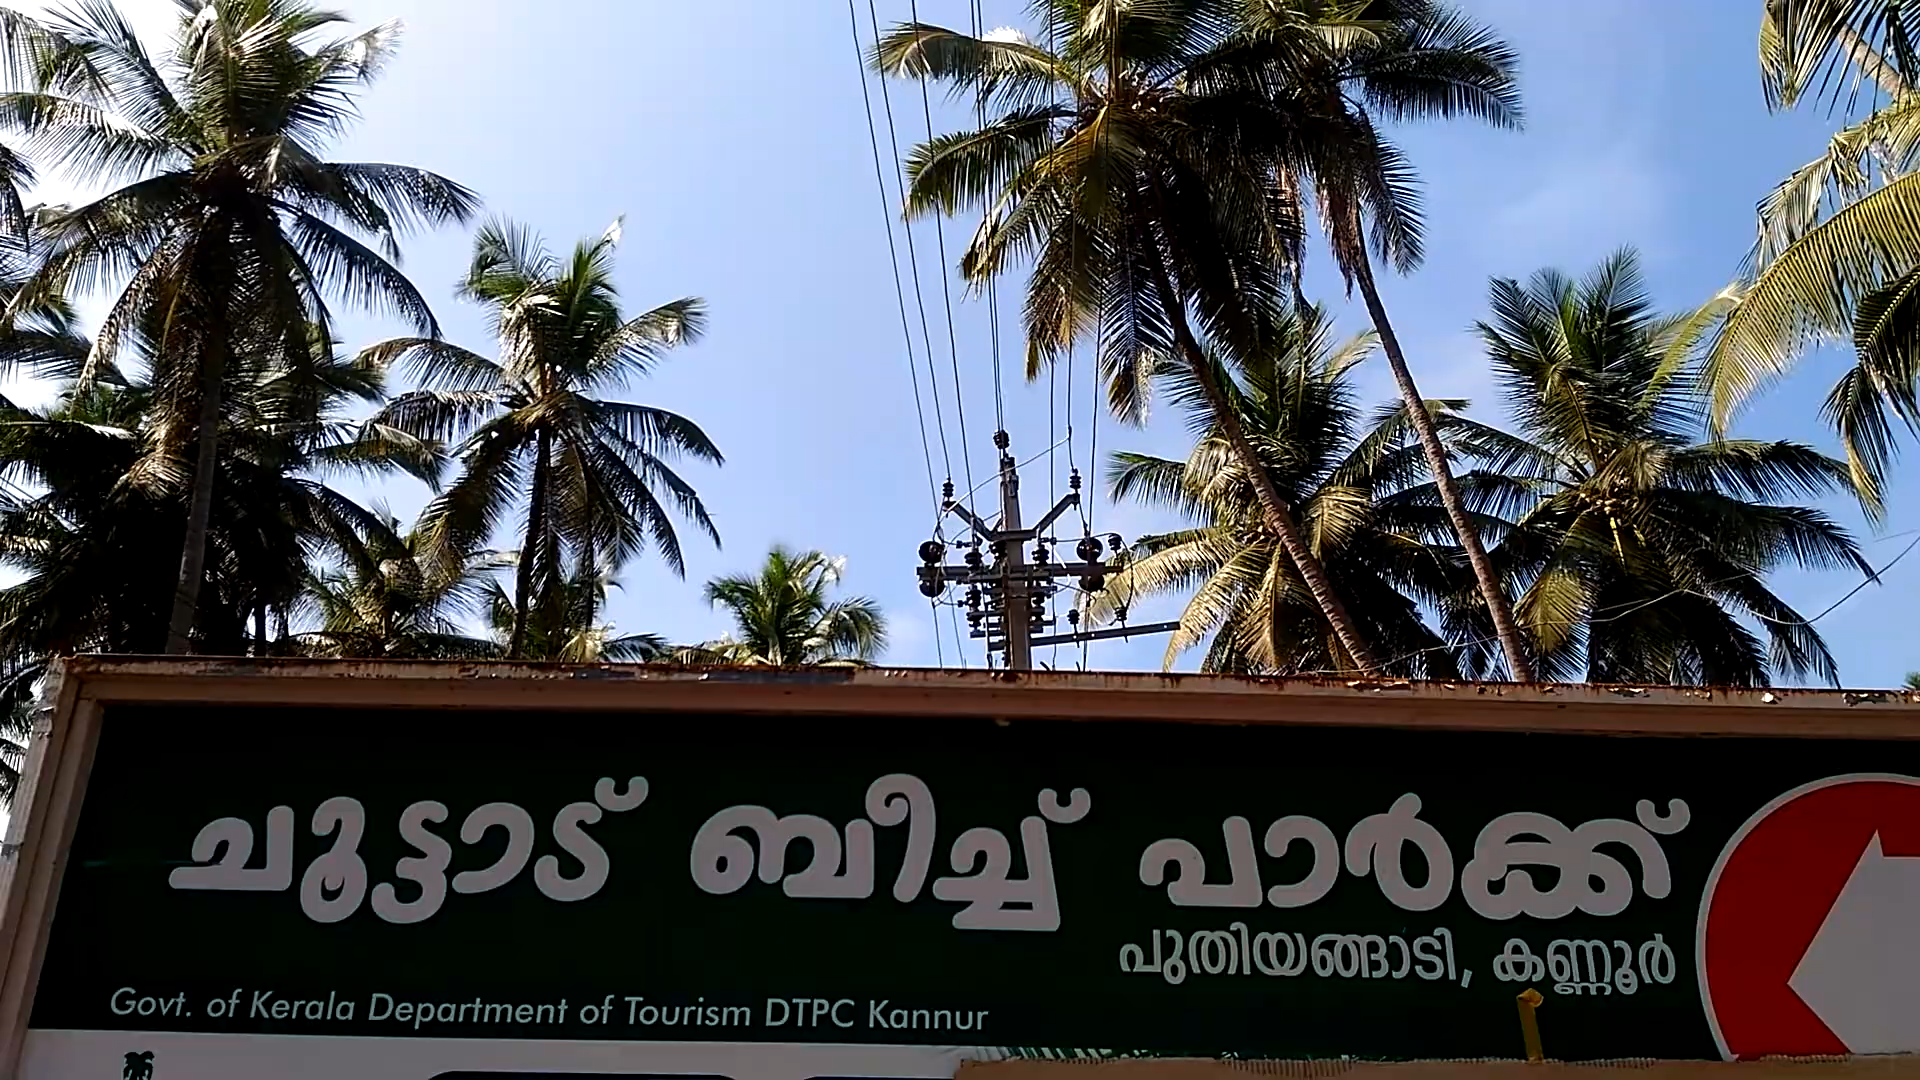 ചൂട്ടാട് ബീച്ച് പാർക്ക്
പുതിയങ്ങാടി, കണ്ണൂർ
Govt. of Kerala Department of Tourism DTPC Kannur